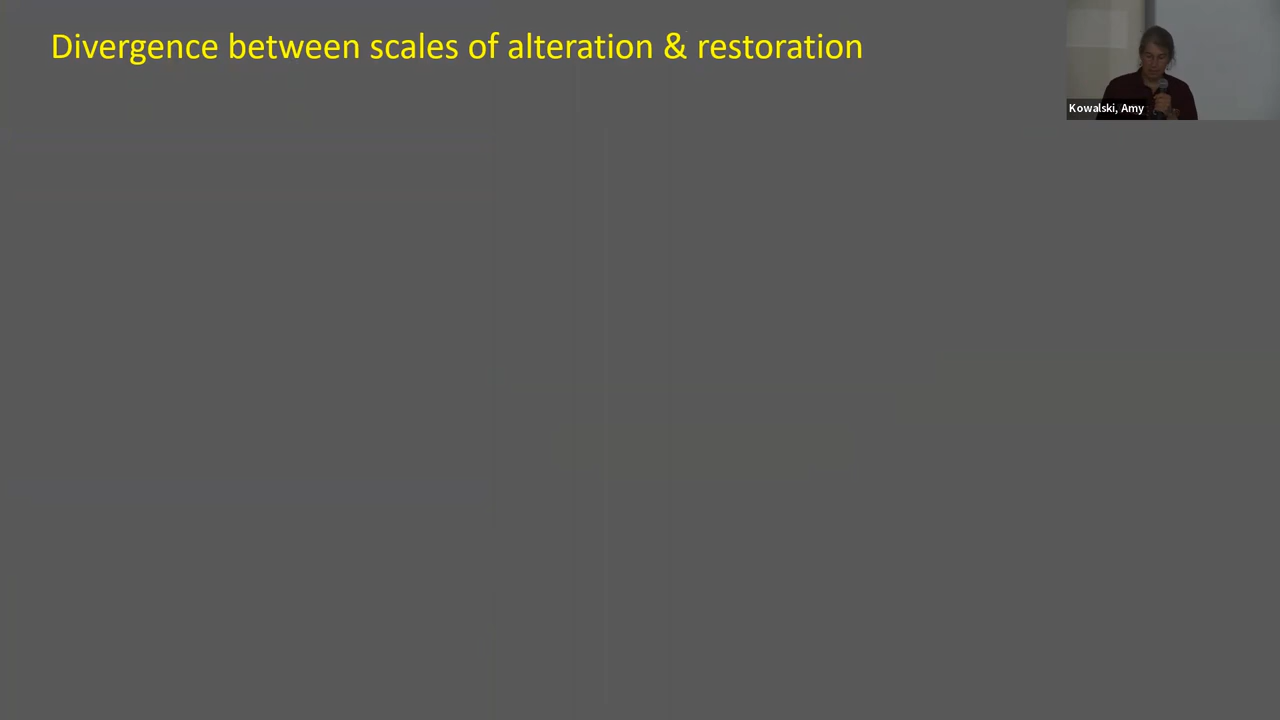 Divergence between scales of alteration & restoration
Kowalski, Amy